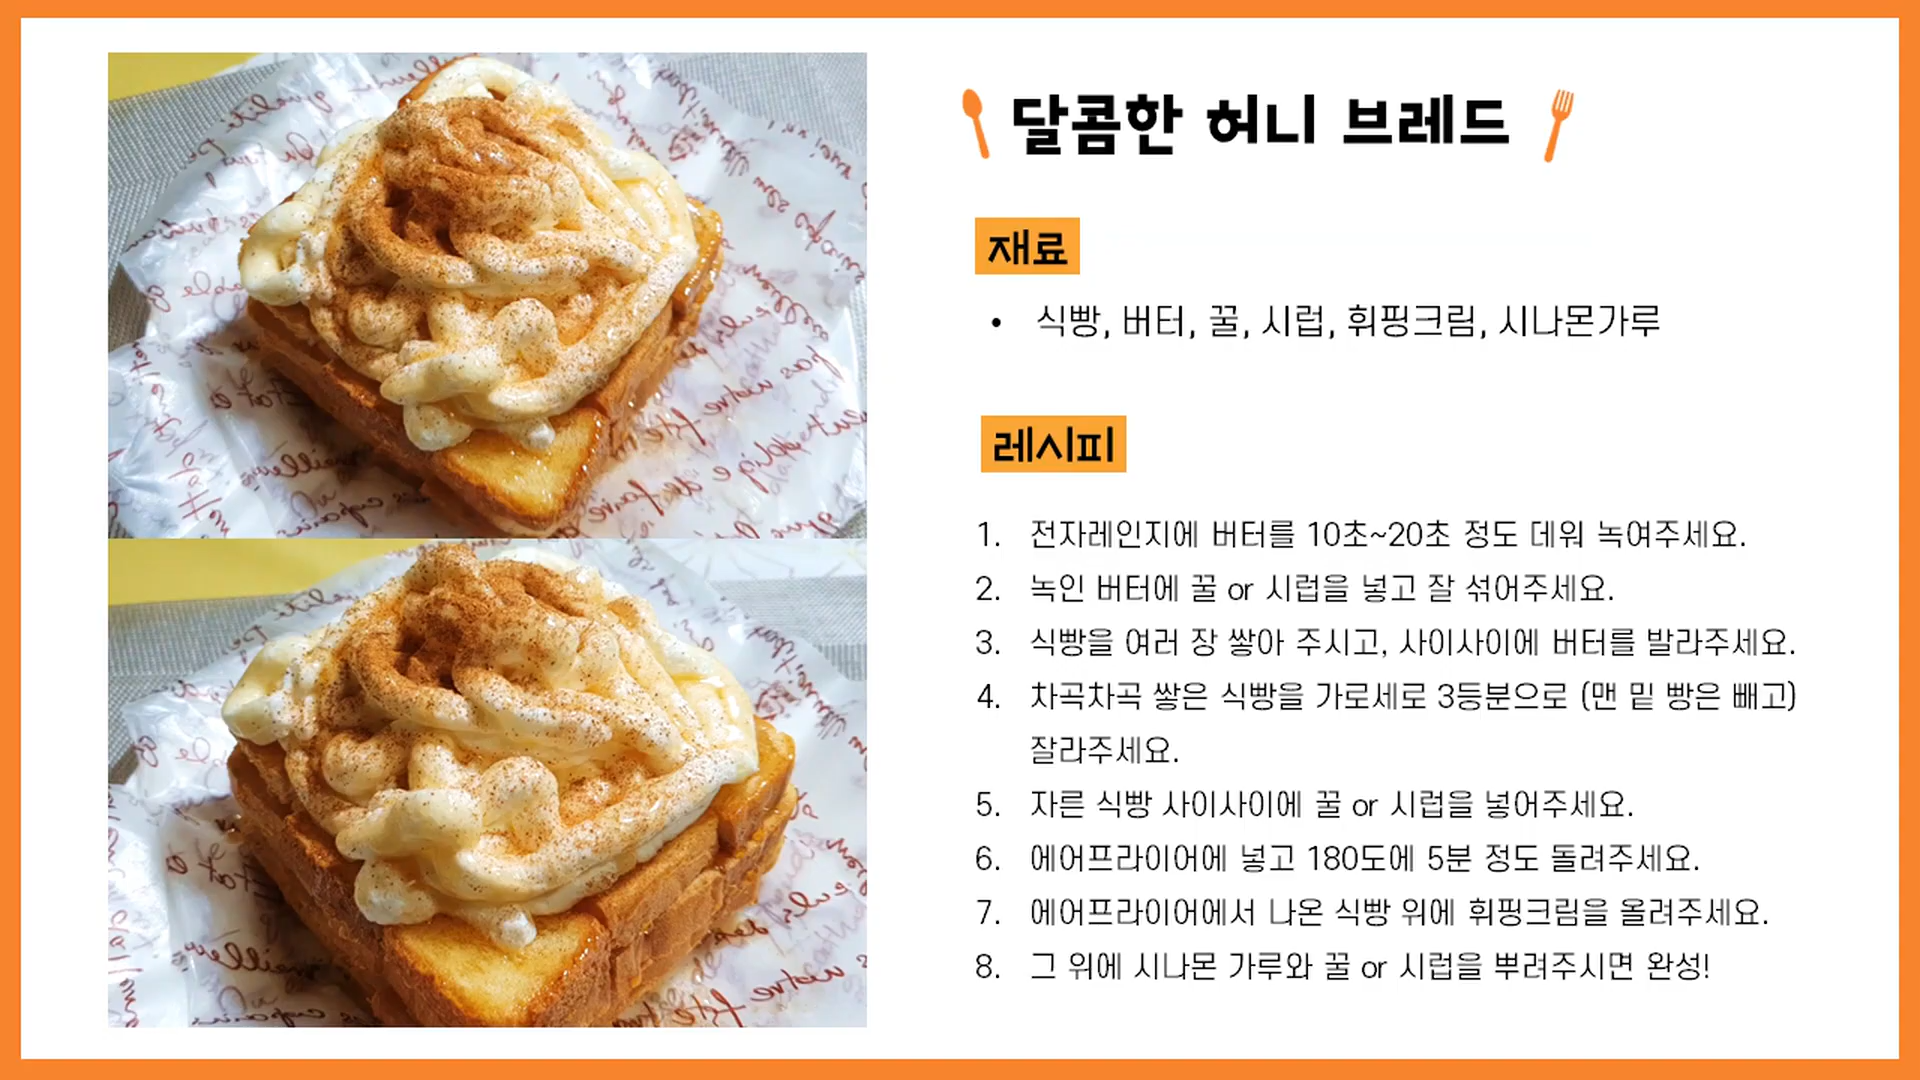 달콤한 허니 브레드
재료
• 식빵, 버터, 꿀, 시럽, 휘핑크림, 시나몬가루
레시피
1. 전자레인지에 버터를 10초~20초 정도 데워 녹여주세요.
2. 녹인 버터에 꿀 or 시럽을 넣고 잘 섞어주세요.
3. 식빵을 여러 장 쌓아 주시고, 사이사이에 버터를 발라주세요.
4. 차곡차곡 쌓은 식빵을 가로세로 3등분으로 (맨 밑 빵은 빼고)
잘라주세요.
5. 자른 식빵 사이사이에 꿀 or 시럽을 넣어주세요.
6. 에어프라이어에 넣고 180도에 5분 정도 돌려주세요.
7. 에어프라이어에서 나온 식빵 위에 휘핑크림을 올려주세요.
8. 그 위에 시나몬 가루와 꿀 or 시럽을 뿌려주시면 완성!